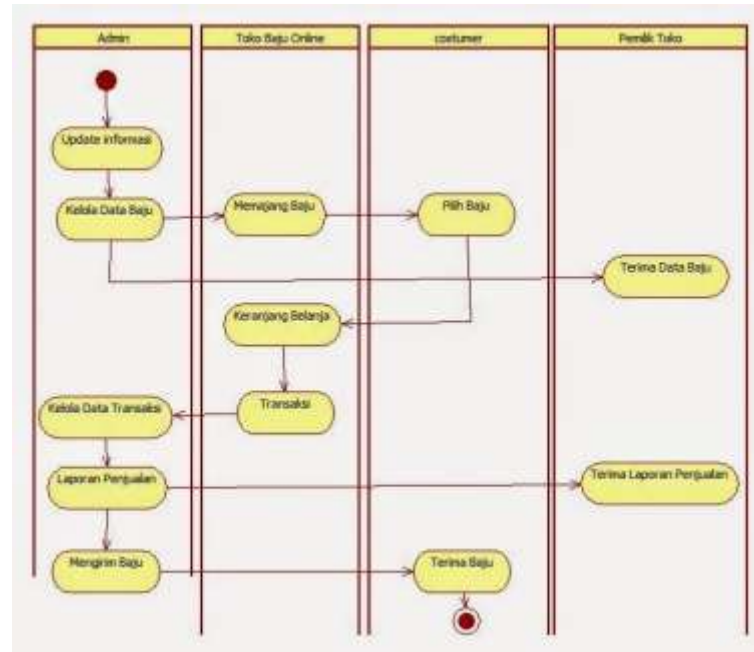 Admin
Toko Baju Online
costumer
Pemilik Toko
Update informasi
Kelola Data Baju
Memajang Baju
Pilih Baju
Terima Data Baju
Keranjang Belanja
Kelola Data Transaksi
Transaksi
Laporan Penjualan
Terima Laporan Penjualan
Mengirim Baju
Terima Baju